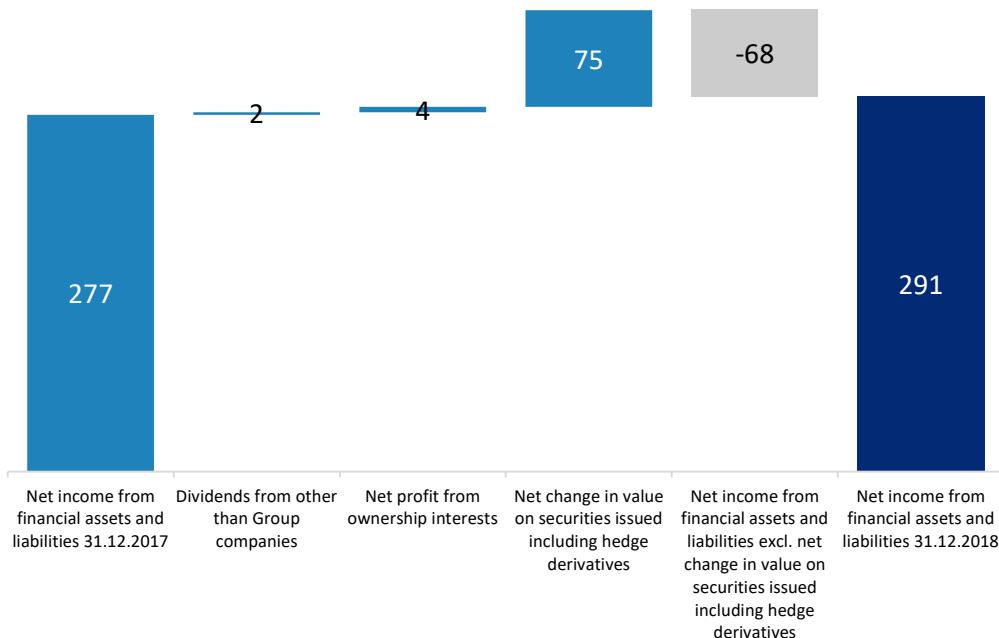 75
-68
2
4
277
291
Net income from
financial assets and
liabilities 31.12.2017
Dividends from other
than Group
companies
Net profit from
ownership interests
Net change in value
on securities issued
including hedge
derivatives
Net income from
financial assets and
liabilities excl. net
change in value on
securities issued
including hedge
derivatives
Net income from
financial assets and
liabilities 31.12.2018